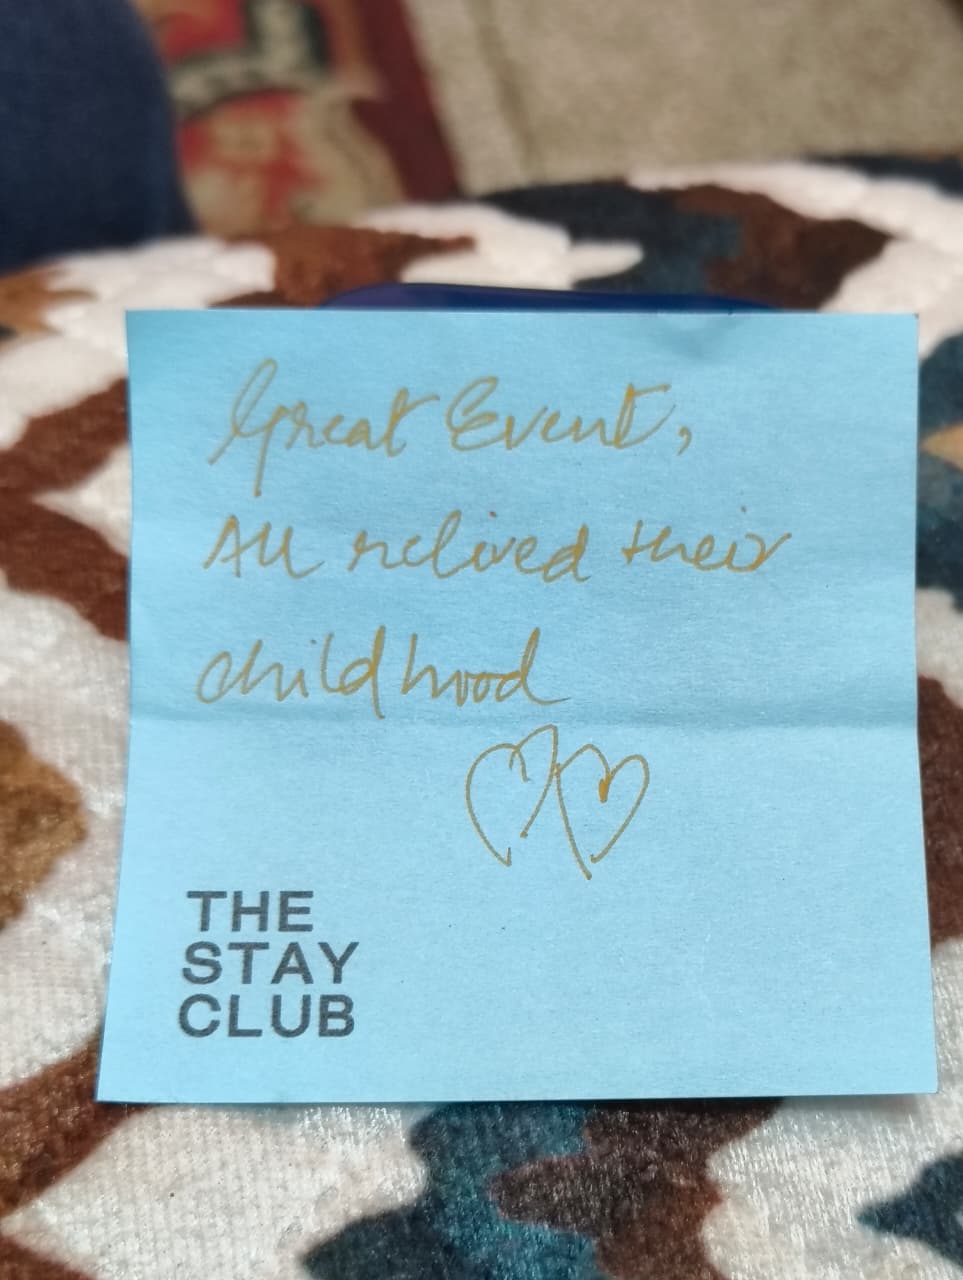 Great Event,
All relived their
childhood
THE
STAY
CLUB